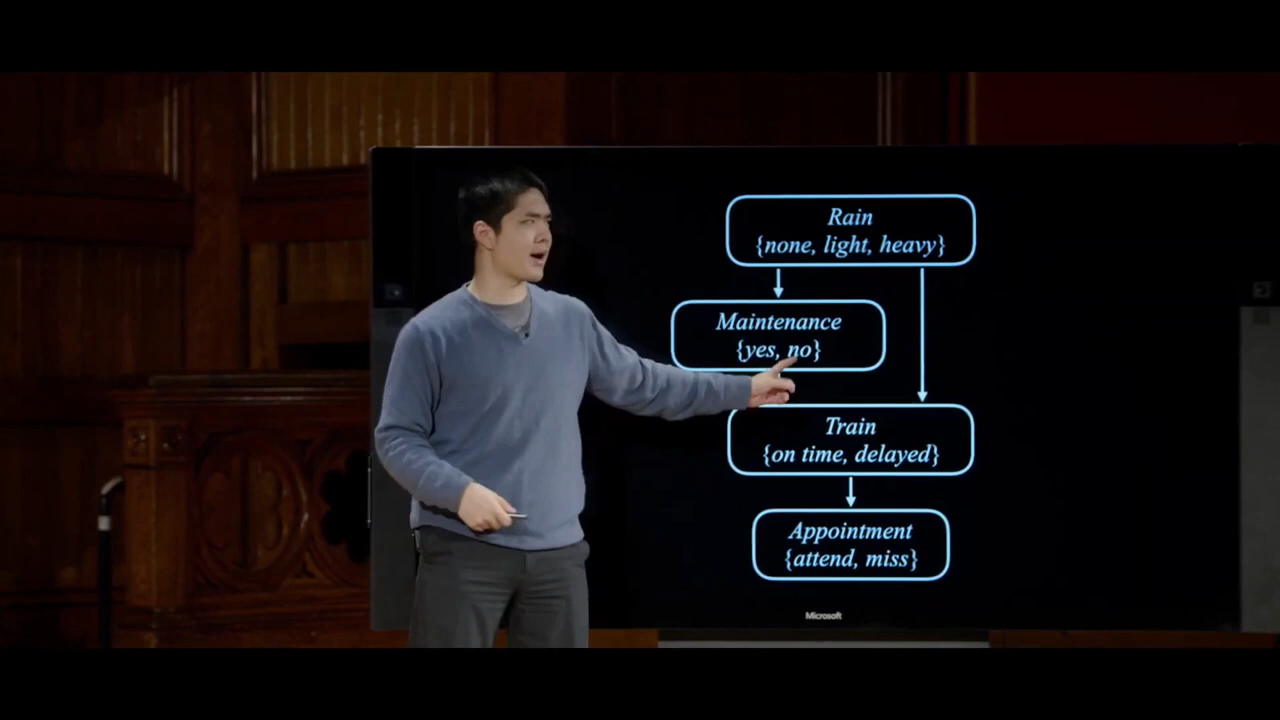 Rain
{none, light, heavy}
Maintenance
{yes, no}
Train
{on time, delayed}
Appointment
{attend, miss}
Microsoft